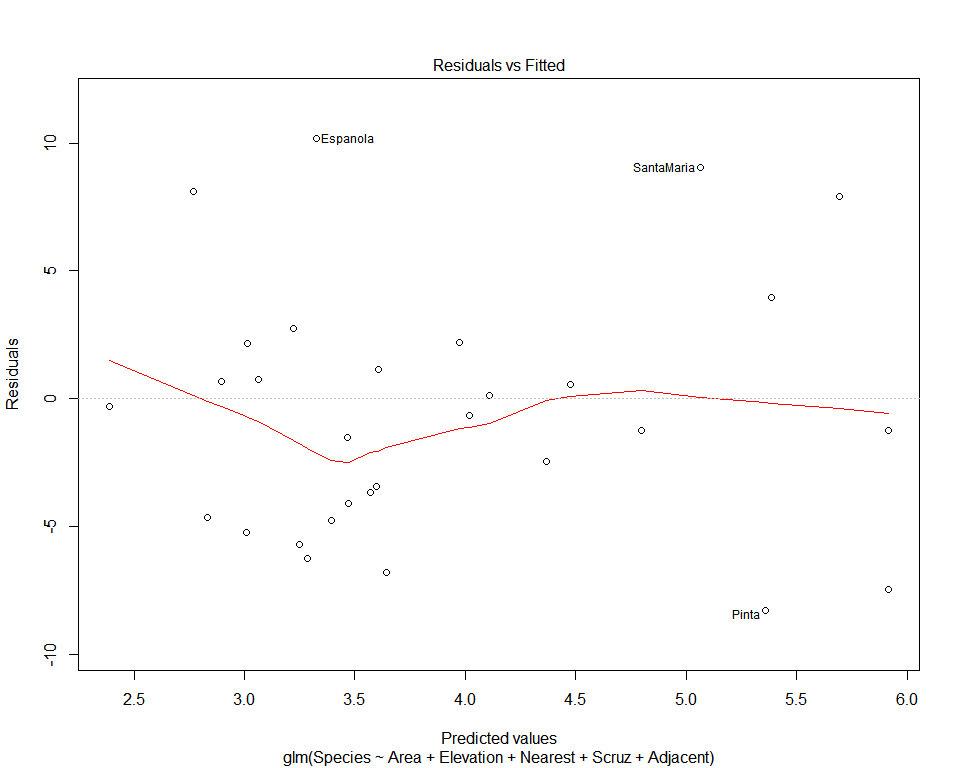 Residuals vs Fitted
10
5
0
-5
-10
Residuals
Espanola
SantaMaria
Pinta
2.5 3.0 3.5 4.0 4.5 5.0 5.5 6.0
Predicted values
glm(Species ~ Area + Elevation + Nearest + Scruz + Adjacent)